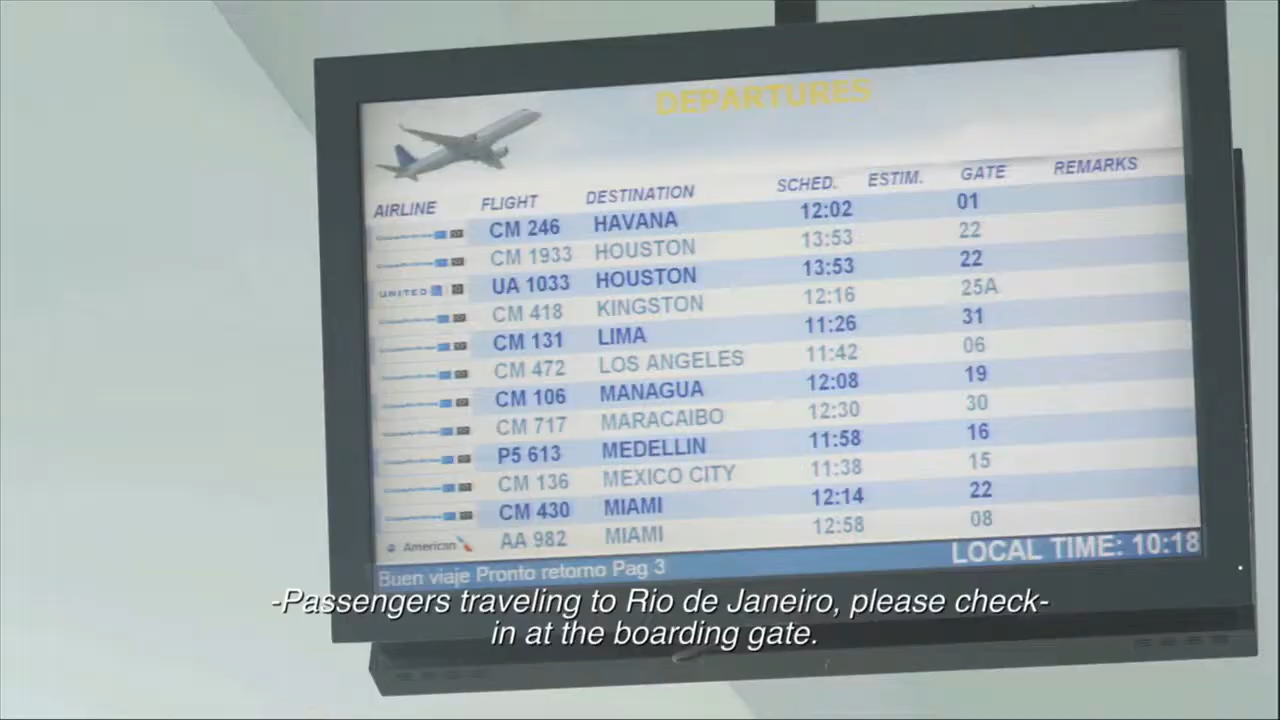 DEPARTURES
AIRLINE FLIGHT DESTINATION SCHED. ESTIM. GATE REMARKS
CM 246 HAVANA 12:02 01
CM 1933 HOUSTON 13:53 22
UNITED UA 1033 HOUSTON 13:53 22
CM 418 KINGSTON 12:16 25A
CM 131 LIMA 11:26 31
CM 472 LOS ANGELES 11:42 06
CM 106 MANAGUA 12:08 19
CM 717 MARACAIBO 12:30 30
P5 613 MEDELLIN 11:58 16
CM 136 MEXICO CITY 11:38 15
CM 430 MIAMI 12:14 22
American AA 982 MIAMI 12:58 08
LOCAL TIME: 10:18
Buen viaje Pronto retorno Pag 3
-Passengers traveling to Rio de Janeiro, please check-
in at the boarding gate.